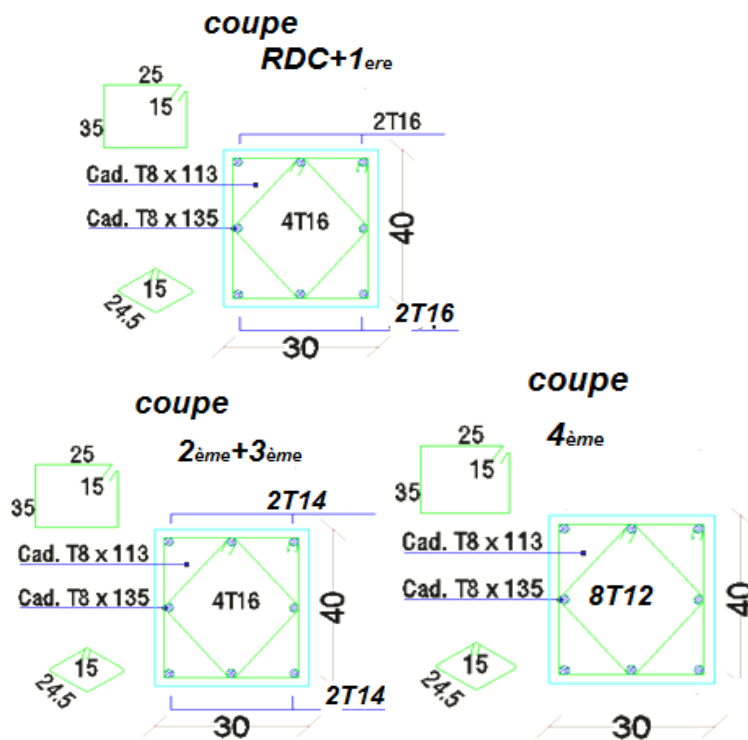 coupe
RDC+1ere
25
15
35
2T16
Cad. T8 x 113
Cad. T8 x 135
4T16
40
15
24.5
2T16
30
coupe
2ème+3ème
25
15
35
2T14
Cad. T8 x 113
Cad. T8 x 135
4T16
40
15
24.5
2T14
30
coupe
4ème
25
15
35
Cad. T8 x 113
Cad. T8 x 135
8T12
40
15
24.5
30